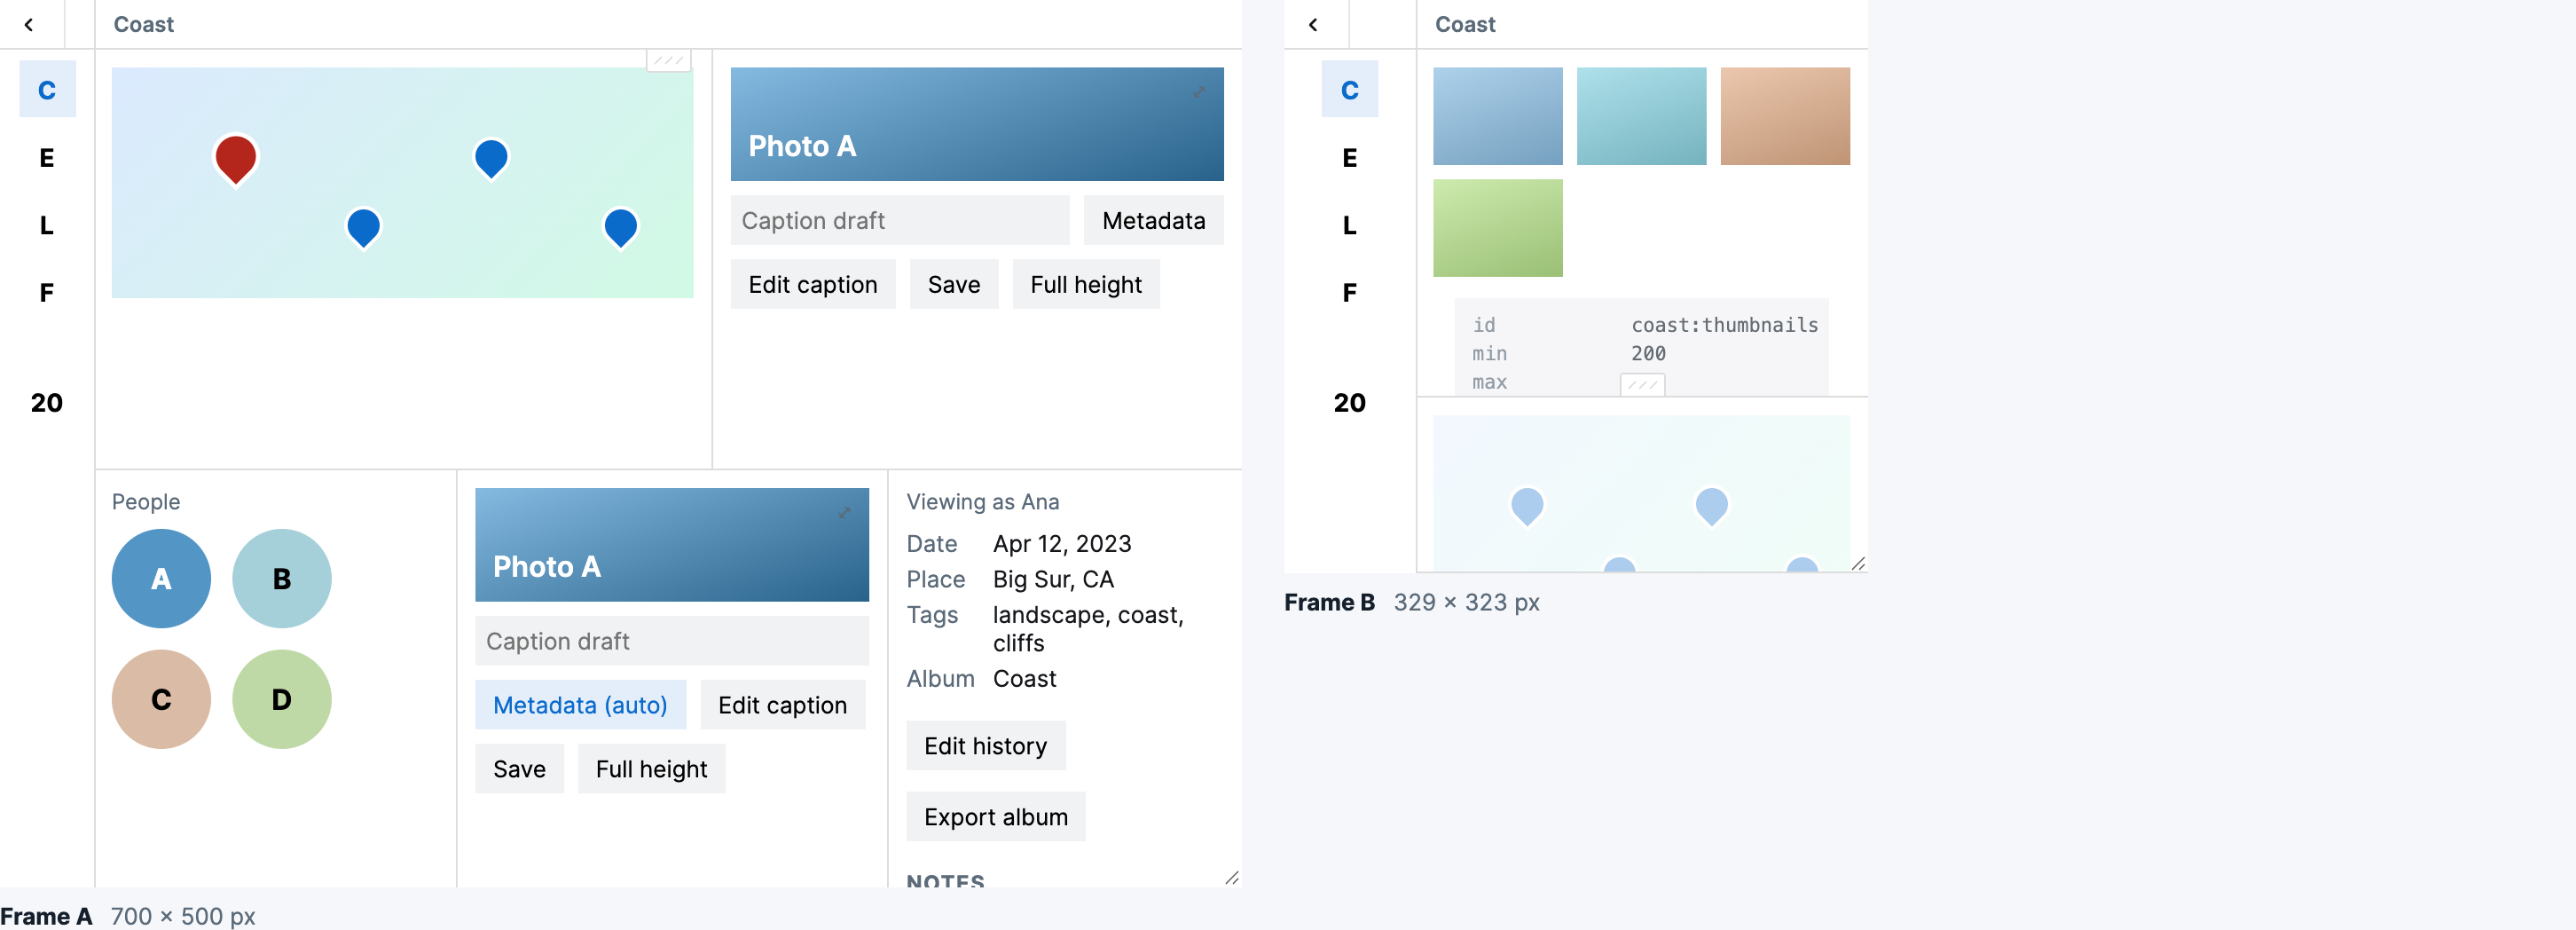 Coast
C
E
L
F
20
Photo A
Caption draft
Metadata
Edit caption
Save
Full height
People
A
B
C
D
Photo A
Caption draft
Metadata (auto)
Edit caption
Save
Full height
Viewing as Ana
Date Apr 12, 2023
Place Big Sur, CA
Tags landscape, coast,
cliffs
Album Coast
Edit history
Export album
NOTES
Frame A 700 × 500 px
Coast
C
E
L
F
20
id coast:thumbnails
min 200
max
Frame B 329 × 323 px